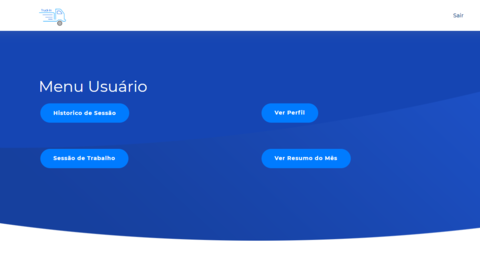 Sair
Menu Usuário
Historico de Sessão
Ver Perfil
Sessão de Trabalho
Ver Resumo do Mês